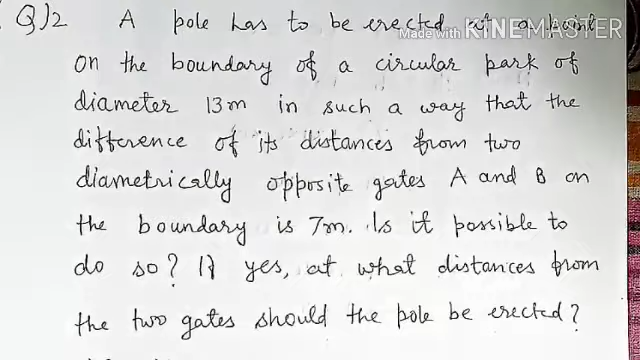 Q)2 A pole has to be erected at a point
Made with KINEMASTER
on the boundary of a circular park of
diameter 13m in such a way that the
difference of its distances from two
diametrically opposite gates A and B on
the boundary is 7m. Is it possible to
do so? If yes, at what distances from
the two gates should the pole be erected?